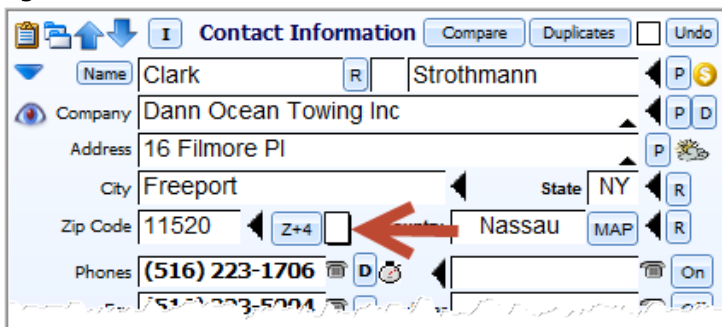 I Contact Information Compare Duplicates Undo
Name Clark R Strothmann P S
Company Dann Ocean Towing Inc P D
Address 16 Filmore Pl P
City Freeport State NY R
Zip Code 11520 Z+4 Nassau MAP R
Phones (516) 223-1706 D On